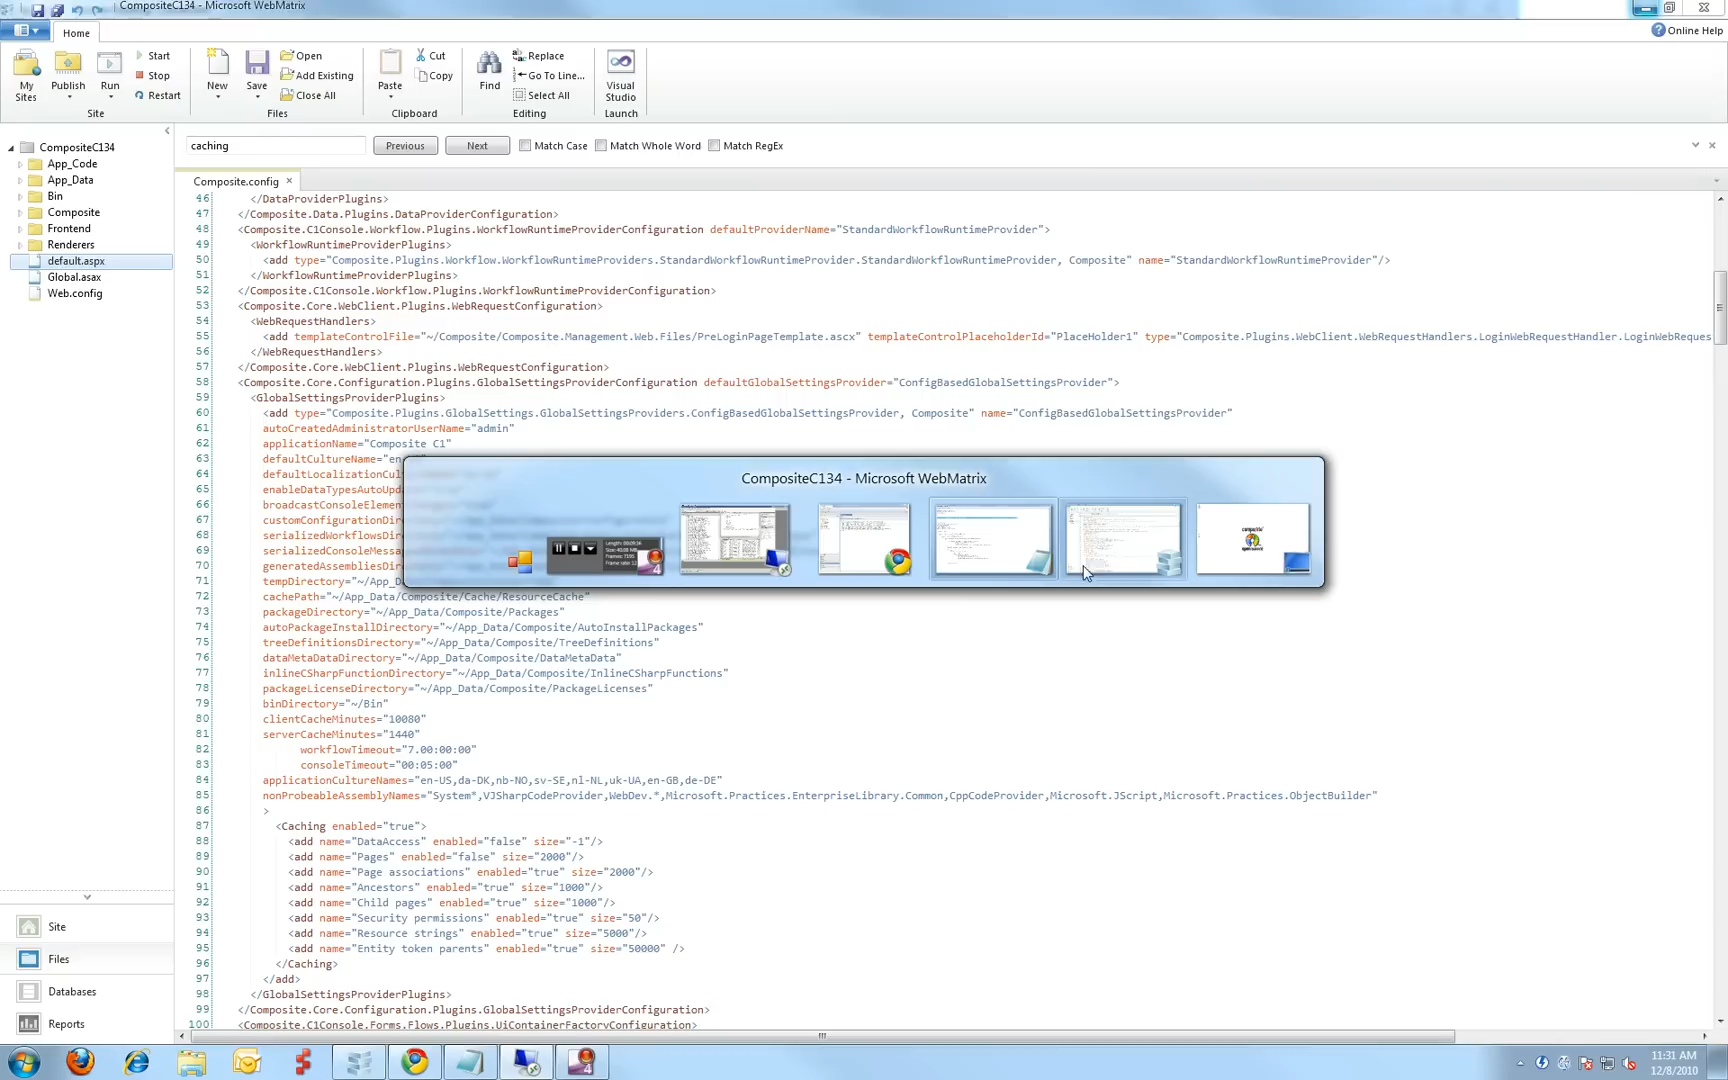 CompositeC134 - Microsoft WebMatrix
Home
Online Help
My Sites
Publish
Run
Start
Stop
Restart
Site
New
Save
Open
Add Existing
Close All
Files
Paste
Cut
Copy
Clipboard
Find
Replace
Go To Line...
Select All
Editing
Visual Studio
Launch
CompositeC134
App_Code
App_Data
Bin
Composite
Frontend
Renderers
default.aspx
Global.asax
Web.config
Site
Files
Databases
Reports
caching
Previous
Next
Match Case
Match Whole Word
Match RegEx
Composite.config
46 </DataProviderPlugins>
47 </Composite.Data.Plugins.DataProviderConfiguration>
48 <Composite.C1Console.Workflow.Plugins.WorkflowRuntimeProviderConfiguration defaultProviderName="StandardWorkflowRuntimeProvider">
49 <WorkflowRuntimeProviderPlugins>
50 <add type="Composite.Plugins.Workflow.WorkflowRuntimeProviders.StandardWorkflowRuntimeProvider.StandardWorkflowRuntimeProvider, Composite" name="StandardWorkflowRuntimeProvider"/>
51 </WorkflowRuntimeProviderPlugins>
52 </Composite.C1Console.Workflow.Plugins.WorkflowRuntimeProviderConfiguration>
53 <Composite.Core.WebClient.Plugins.WebRequestConfiguration>
54 <WebRequestHandlers>
55 <add templateControlFile="~/Composite/Composite.Management.Web.Files/PreLoginPageTemplate.ascx" templateControlPlaceholderId="PlaceHolder1" type="Composite.Plugins.WebClient.WebRequestHandlers.LoginWebRequestHandler.LoginWebReques
56 </WebRequestHandlers>
57 </Composite.Core.WebClient.Plugins.WebRequestConfiguration>
58 <Composite.Core.Configuration.Plugins.GlobalSettingsProviderConfiguration defaultGlobalSettingsProvider="ConfigBasedGlobalSettingsProvider">
59 <GlobalSettingsProviderPlugins>
60 <add type="Composite.Plugins.GlobalSettings.GlobalSettingsProviders.ConfigBasedGlobalSettingsProvider, Composite" name="ConfigBasedGlobalSettingsProvider"
61 autoCreatedAdministratorUserName="admin"
62 applicationName="Composite C1"
63 defaultCultureName="en
64 defaultLocalizationCul
65 enableDataTypesAutoUpd
66 broadcastConsoleElemen
67 customConfigurationDir
68 serializedWorkflowsDir
69 serializedConsoleMessa
70 generatedAssembliesDir
71 tempDirectory="~/App_D
72 cachePath="~/App_Data/Composite/Cache/ResourceCache"
73 packageDirectory="~/App_Data/Composite/Packages"
74 autoPackageInstallDirectory="~/App_Data/Composite/AutoInstallPackages"
75 treeDefinitionsDirectory="~/App_Data/Composite/TreeDefinitions"
76 dataMetaDataDirectory="~/App_Data/Composite/DataMetaData"
77 inlineCSharpFunctionDirectory="~/App_Data/Composite/InlineCSharpFunctions"
78 packageLicenseDirectory="~/App_Data/Composite/PackageLicenses"
79 binDirectory="~/Bin"
80 clientCacheMinutes="10080"
81 serverCacheMinutes="1440"
82 workflowTimeout="7.00:00:00"
83 consoleTimeout="00:05:00"
84 applicationCultureNames="en-US,da-DK,nb-NO,sv-SE,nl-NL,uk-UA,en-GB,de-DE"
85 nonProbeableAssemblyNames="System*,VJSharpCodeProvider,WebDev.*,Microsoft.Practices.EnterpriseLibrary.Common,CppCodeProvider,Microsoft.JScript,Microsoft.Practices.ObjectBuilder"
86 >
87 <Caching enabled="true">
88 <add name="DataAccess" enabled="false" size="-1"/>
89 <add name="Pages" enabled="false" size="2000"/>
90 <add name="Page associations" enabled="true" size="2000"/>
91 <add name="Ancestors" enabled="true" size="1000"/>
92 <add name="Child pages" enabled="true" size="1000"/>
93 <add name="Security permissions" enabled="true" size="50"/>
94 <add name="Resource strings" enabled="true" size="5000"/>
95 <add name="Entity token parents" enabled="true" size="50000" />
96 </Caching>
97 </add>
98 </GlobalSettingsProviderPlugins>
99 </Composite.Core.Configuration.Plugins.GlobalSettingsProviderConfiguration>
100 <Composite.C1Console.Forms.Flows.Plugins.UiContainerFactoryConfiguration>
CompositeC134 - Microsoft WebMatrix
11:31 AM
12/8/2010